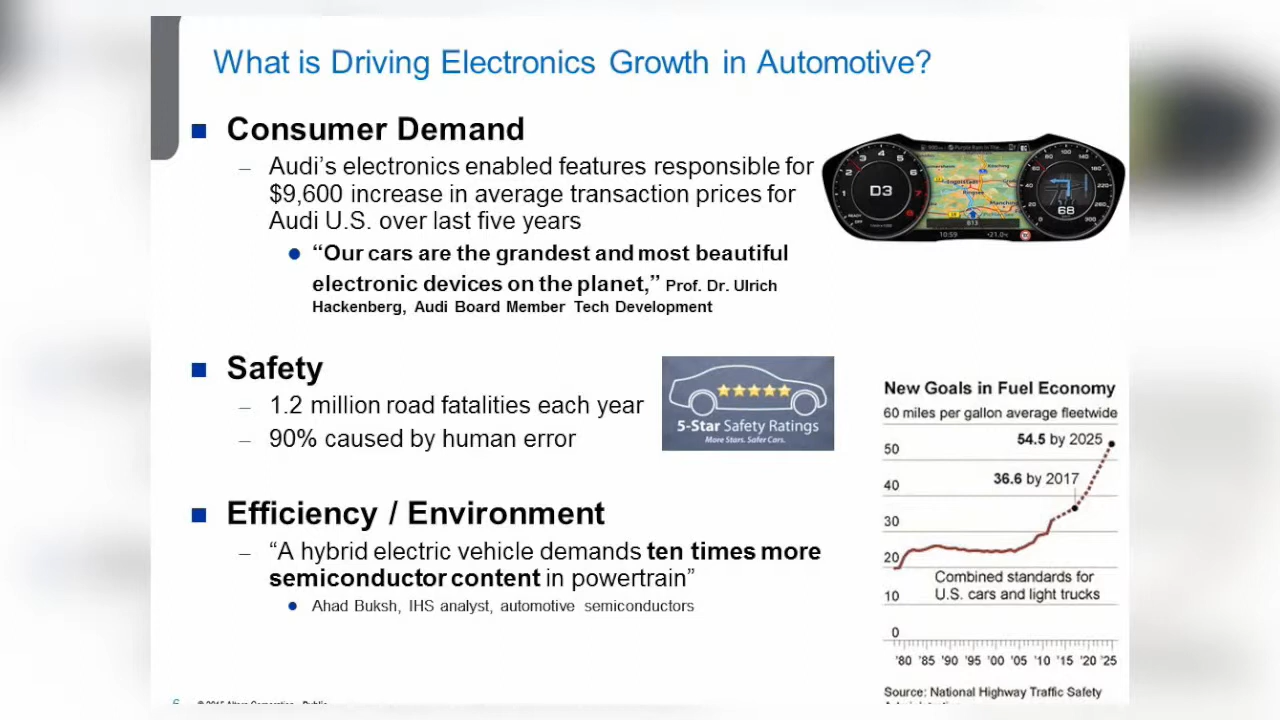 What is Driving Electronics Growth in Automotive?
Consumer Demand
– Audi’s electronics enabled features responsible for
$9,600 increase in average transaction prices for
Audi U.S. over last five years
“Our cars are the grandest and most beautiful
electronic devices on the planet,” Prof. Dr. Ulrich
Hackenberg, Audi Board Member Tech Development
D3
68
10:59
Safety
– 1.2 million road fatalities each year
– 90% caused by human error
5-Star Safety Ratings
More Stars. Safer Cars.
Efficiency / Environment
– “A hybrid electric vehicle demands ten times more
semiconductor content in powertrain”
Ahad Buksh, IHS analyst, automotive semiconductors
New Goals in Fuel Economy
60 miles per gallon average fleetwide
54.5 by 2025
50
36.6 by 2017
40
30
20
Combined standards for
10 U.S. cars and light trucks
0
’80 ’85 ’90 ’95 ’00 ’05 ’10 ’15 ’20 ’25
Source: National Highway Traffic Safety